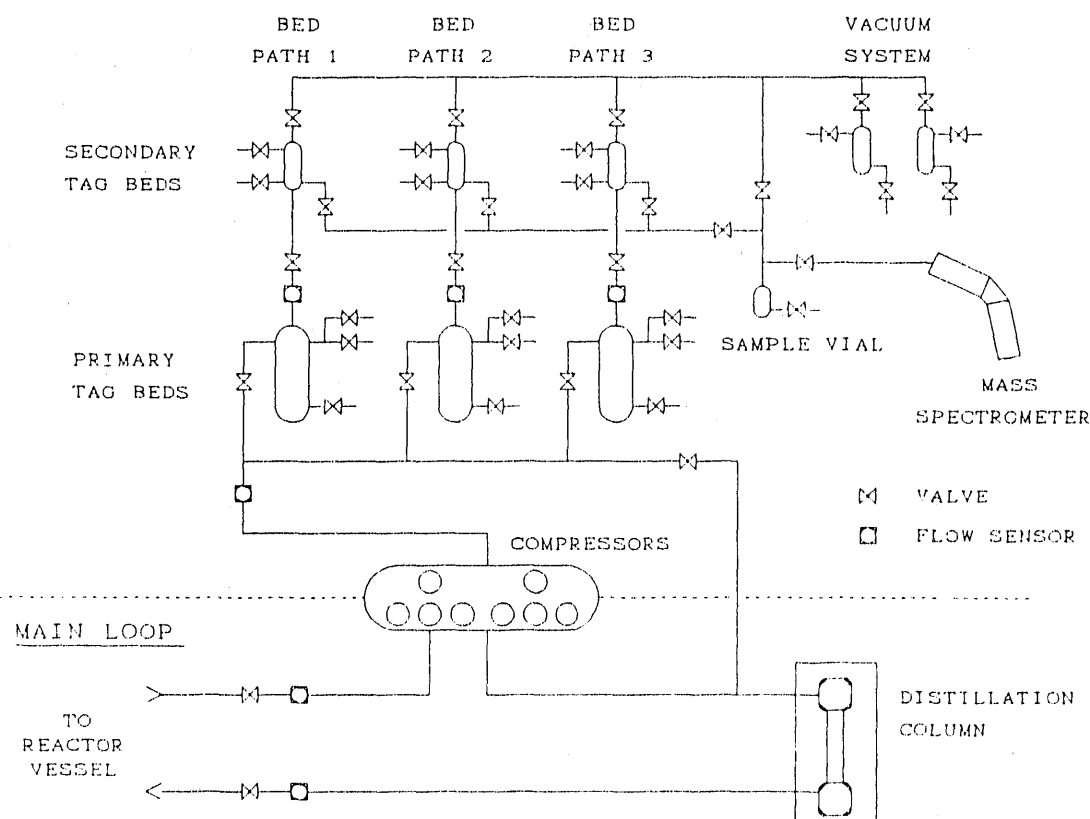 BED
PATH 1
BED
PATH 2
BED
PATH 3
VACUUM
SYSTEM
SECONDARY
TAG BEDS
PRIMARY
TAG BEDS
SAMPLE VIAL
MASS
SPECTROMETER
VALVE
FLOW SENSOR
COMPRESSORS
MAIN LOOP
TO
REACTOR
VESSEL
DISTILLATION
COLUMN